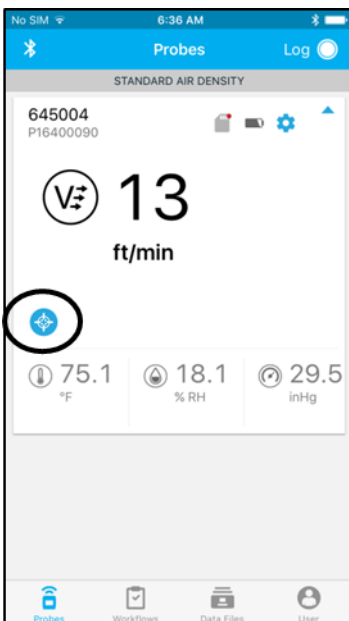 No SIM 6:36 AM
Probes Log
STANDARD AIR DENSITY
645004
P16400090
V 13
ft/min
75.1 18.1 29.5
°F % RH inHg
Probes Workflows Data Files User